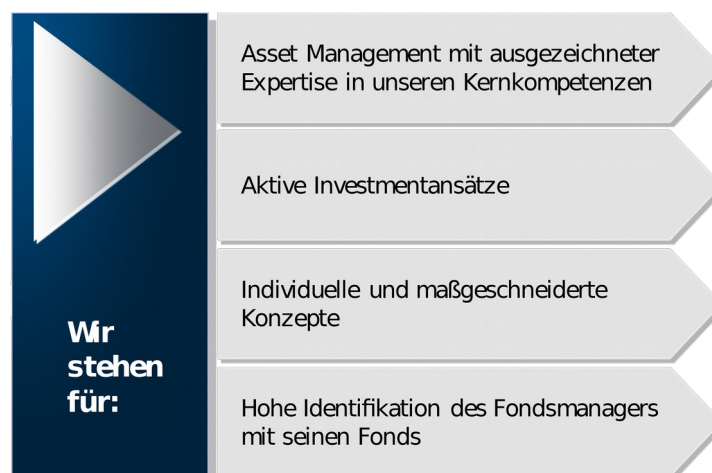 Wir
stehen
für:
Asset Management mit ausgezeichneter
Expertise in unseren Kernkompetenzen
Aktive Investmentansätze
Individuelle und maßgeschneiderte
Konzepte
Hohe Identifikation des Fondsmanagers
mit seinen Fonds